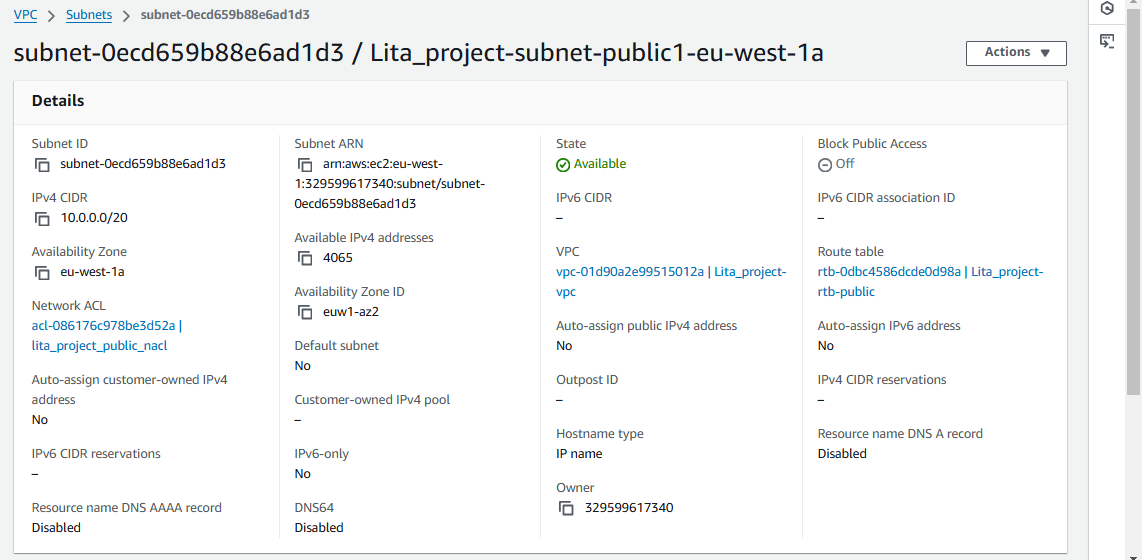 VPC > Subnets > subnet-0ecd659b88e6ad1d3
subnet-0ecd659b88e6ad1d3 / Lita_project-subnet-public1-eu-west-1a
Actions ▼
Details
Subnet ID
subnet-0ecd659b88e6ad1d3
IPv4 CIDR
10.0.0.0/20
Availability Zone
eu-west-1a
Network ACL
acl-086176c978be3d52a |
lita_project_public_nacl
Auto-assign customer-owned IPv4
address
No
IPv6 CIDR reservations
–
Resource name DNS AAAA record
Disabled
Subnet ARN
arn:aws:ec2:eu-west-
1:329599617340:subnet/subnet-
0ecd659b88e6ad1d3
Available IPv4 addresses
4065
Availability Zone ID
euw1-az2
Default subnet
No
Customer-owned IPv4 pool
–
IPv6-only
No
DNS64
Disabled
State
Available
IPv6 CIDR
–
VPC
vpc-01d90a2e99515012a | Lita_project-
vpc
Auto-assign public IPv4 address
No
Outpost ID
–
Hostname type
IP name
Owner
329599617340
Block Public Access
Off
IPv6 CIDR association ID
–
Route table
rtb-0dbc4586dcde0d98a | Lita_project-
rtb-public
Auto-assign IPv6 address
No
IPv4 CIDR reservations
–
Resource name DNS A record
Disabled